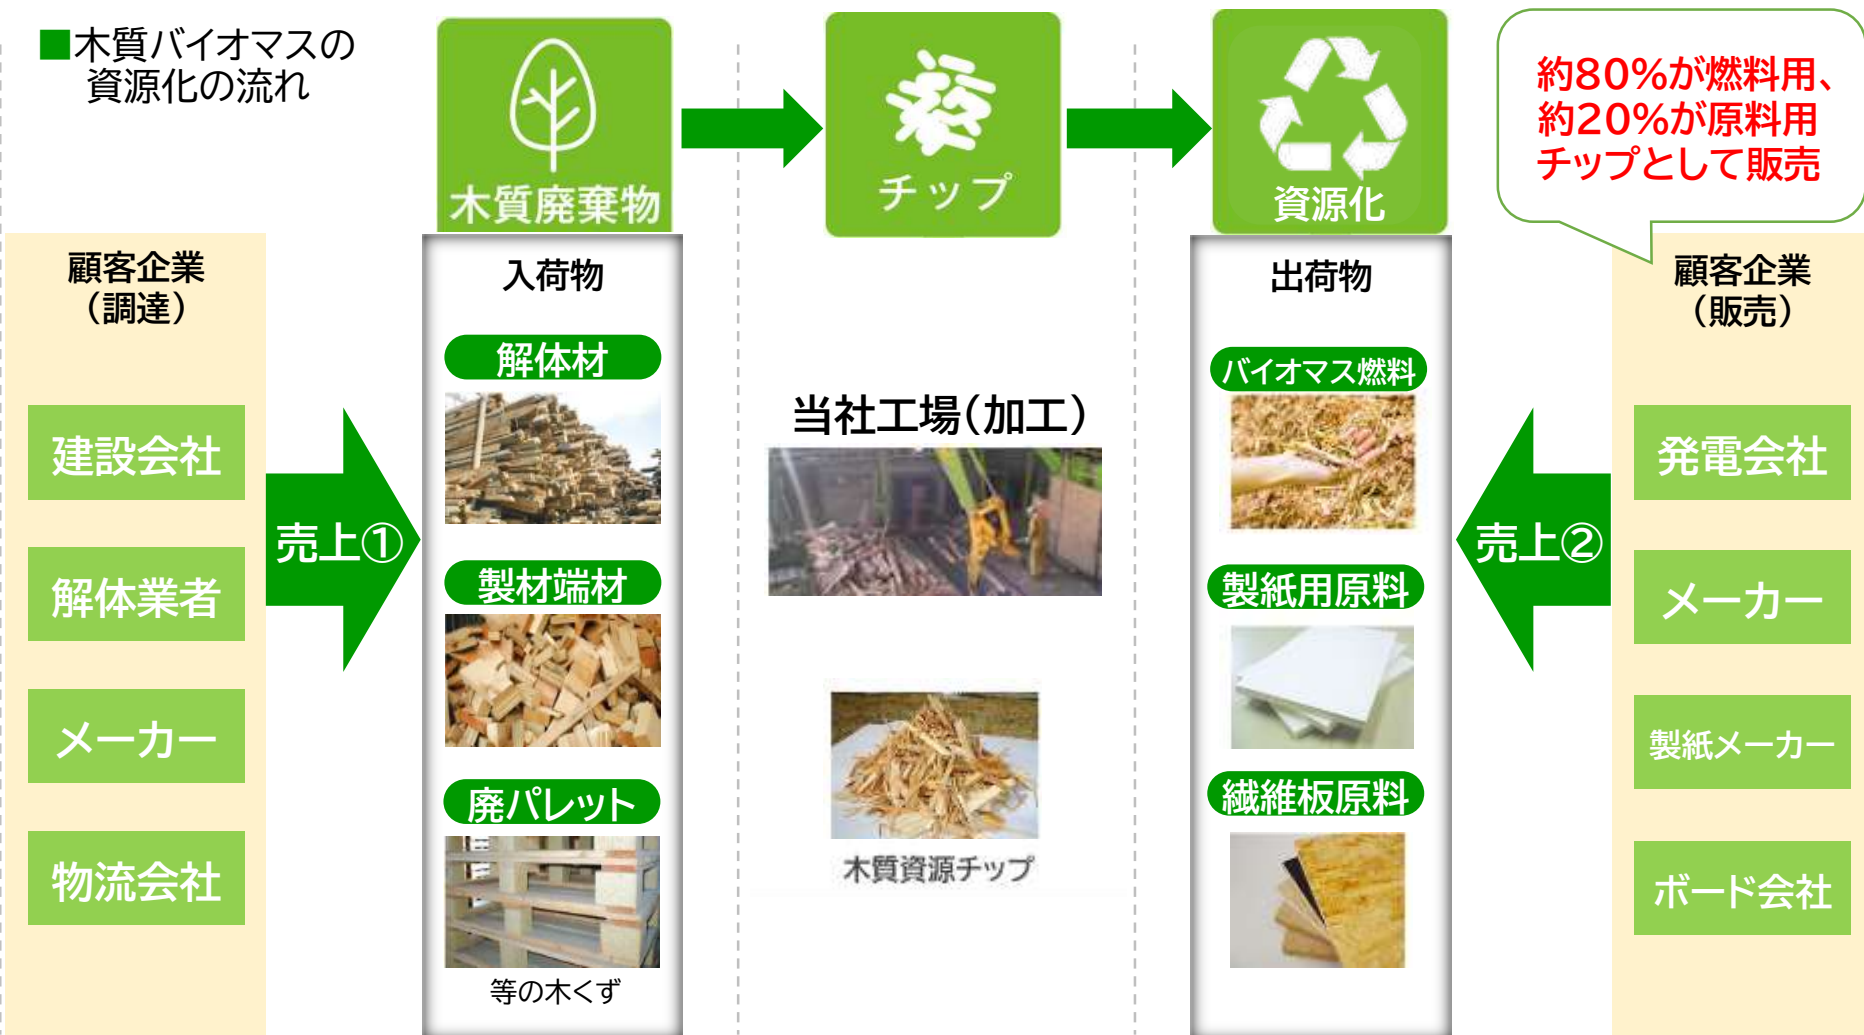 ■木質バイオマスの
資源化の流れ
木質廃棄物
チップ
資源化
約80%が燃料用、
約20%が原料用
チップとして販売
顧客企業
（調達）
建設会社
解体業者
メーカー
物流会社
売上①
入荷物
解体材
製材端材
廃パレット
等の木くず
当社工場（加工）
木質資源チップ
出荷物
バイオマス燃料
製紙用原料
繊維板原料
売上②
顧客企業
（販売）
発電会社
メーカー
製紙メーカー
ボード会社